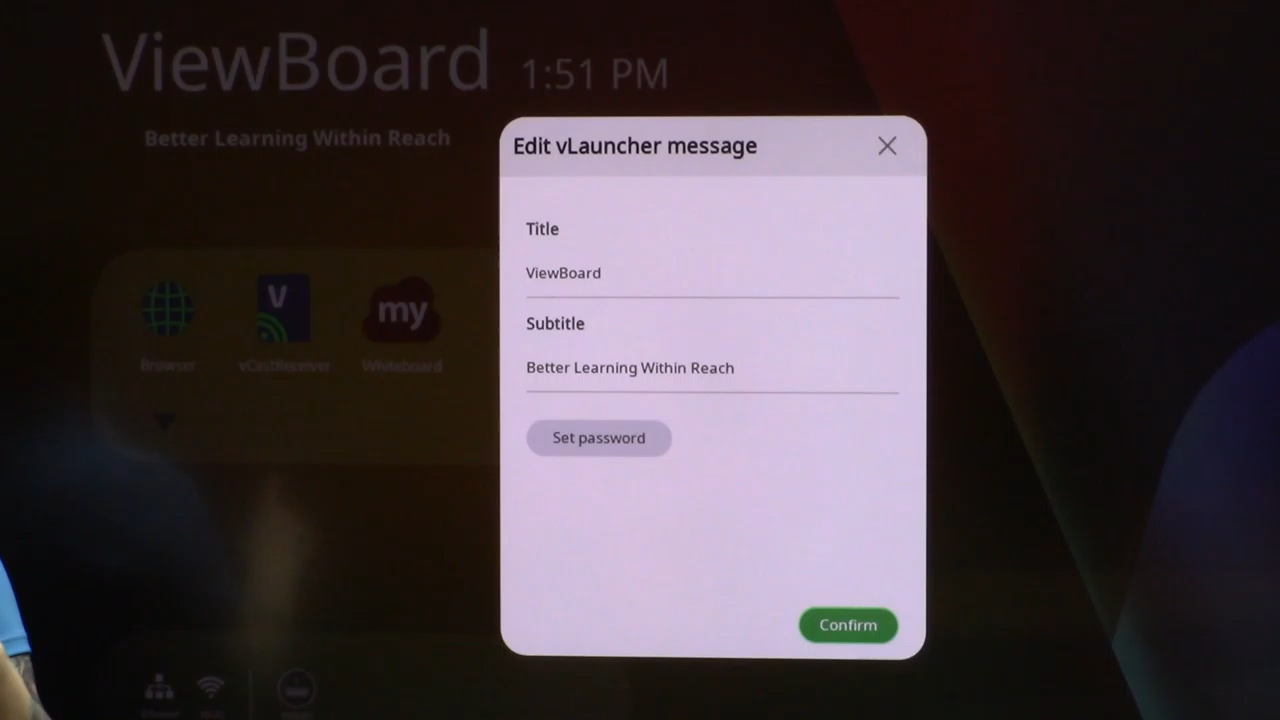 ViewBoard 1:51 PM
Better Learning Within Reach
Edit vLauncher message
Title
ViewBoard
Subtitle
Better Learning Within Reach
Set password
Confirm
V
my
Browser
vCastReceiver
Whiteboard